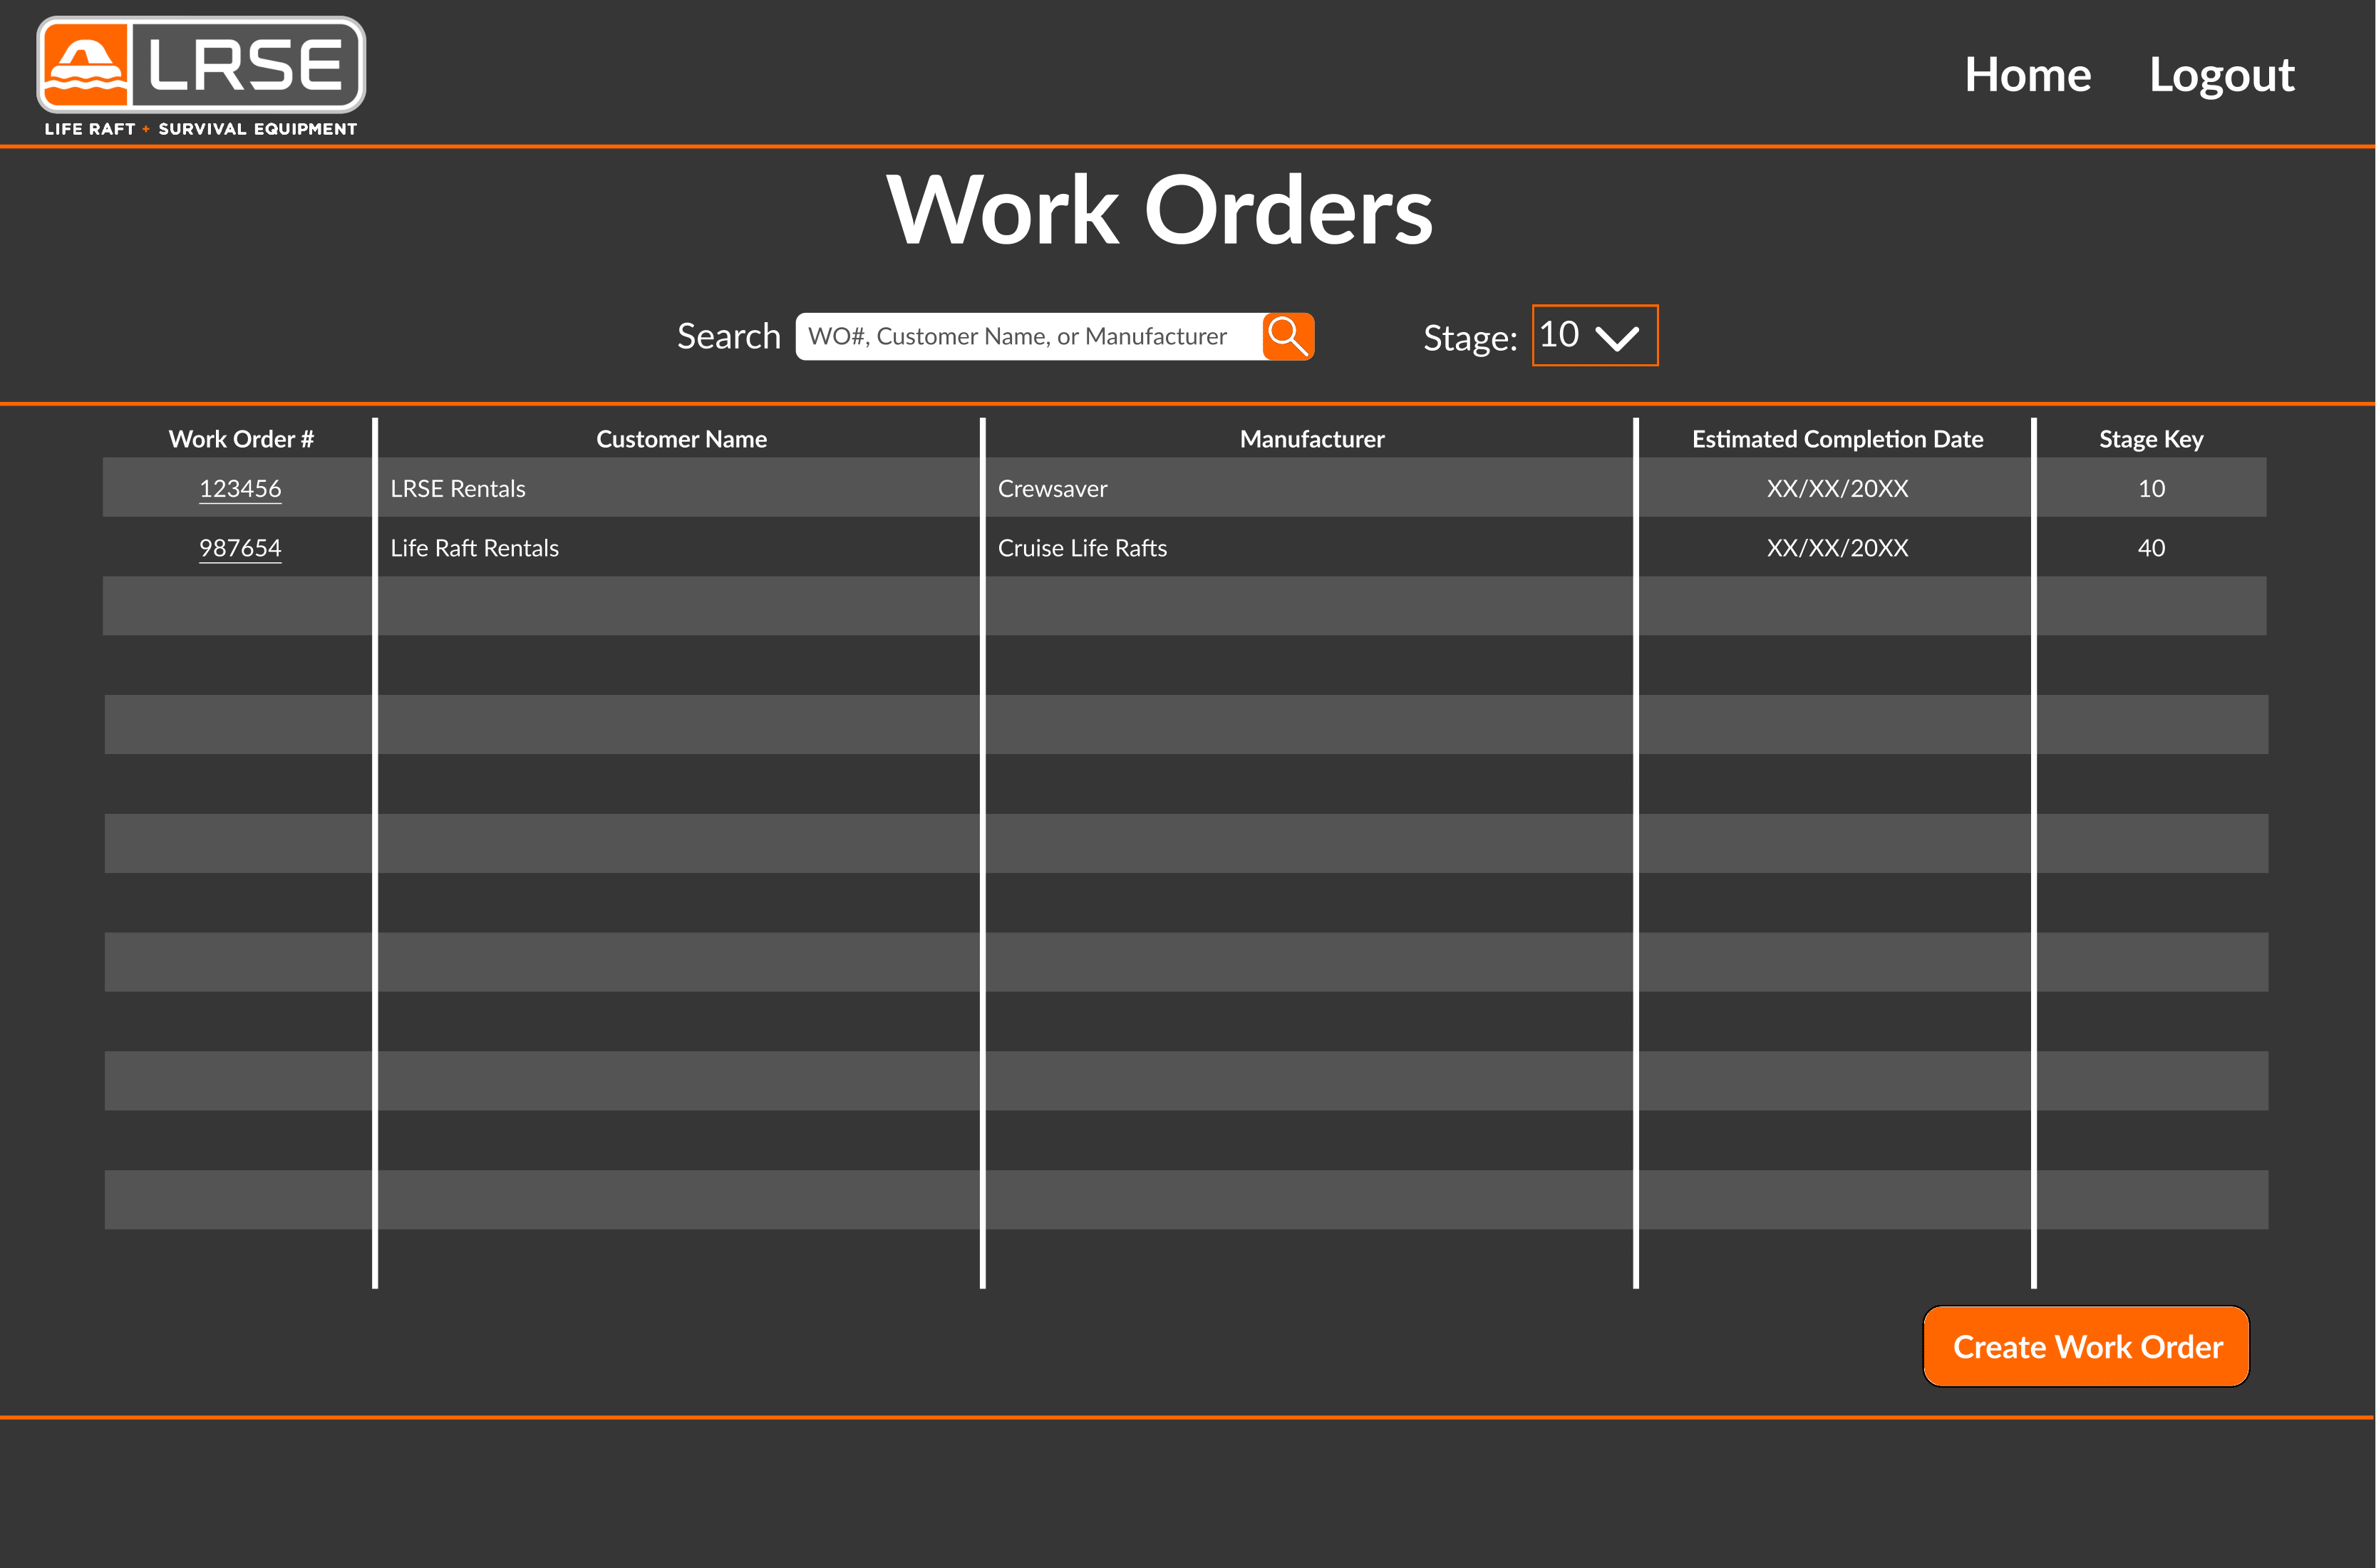 LRSE
LIFE RAFT + SURVIVAL EQUIPMENT
Home Logout
Work Orders
Search WO#, Customer Name, or Manufacturer Stage: 10
Work Order # Customer Name Manufacturer Estimated Completion Date Stage Key
123456 LRSE Rentals Crewsaver XX/XX/20XX 10
987654 Life Raft Rentals Cruise Life Rafts XX/XX/20XX 40
Create Work Order